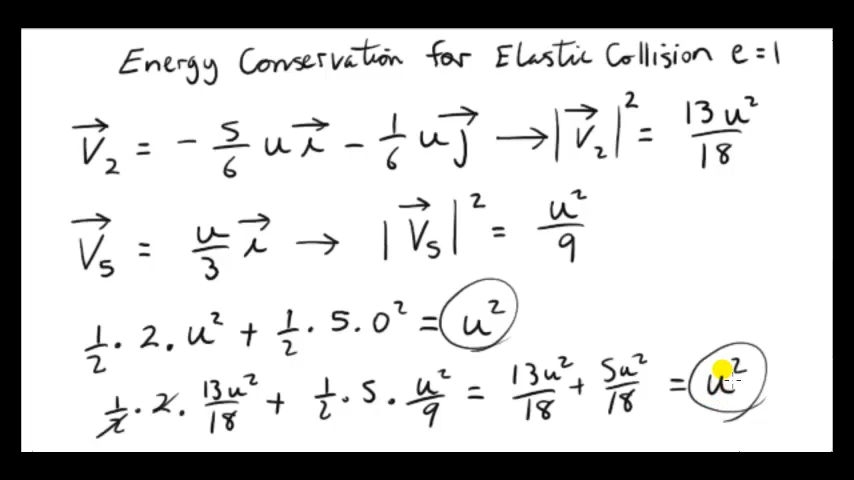 Energy Conservation for Elastic Collision e=1
V⃗₂ = - 5/6 u i⃗ - 1/6 u j⃗ → |V⃗₂|² = 13u²/18
V⃗₅ = u/3 i⃗ → |V⃗₅|² = u²/9
1/2 · 2 · u² + 1/2 · 5 · 0² = u²
1/2 · 2 · 13u²/18 + 1/2 · 5 · u²/9 = 13u²/18 + 5u²/18 = u²